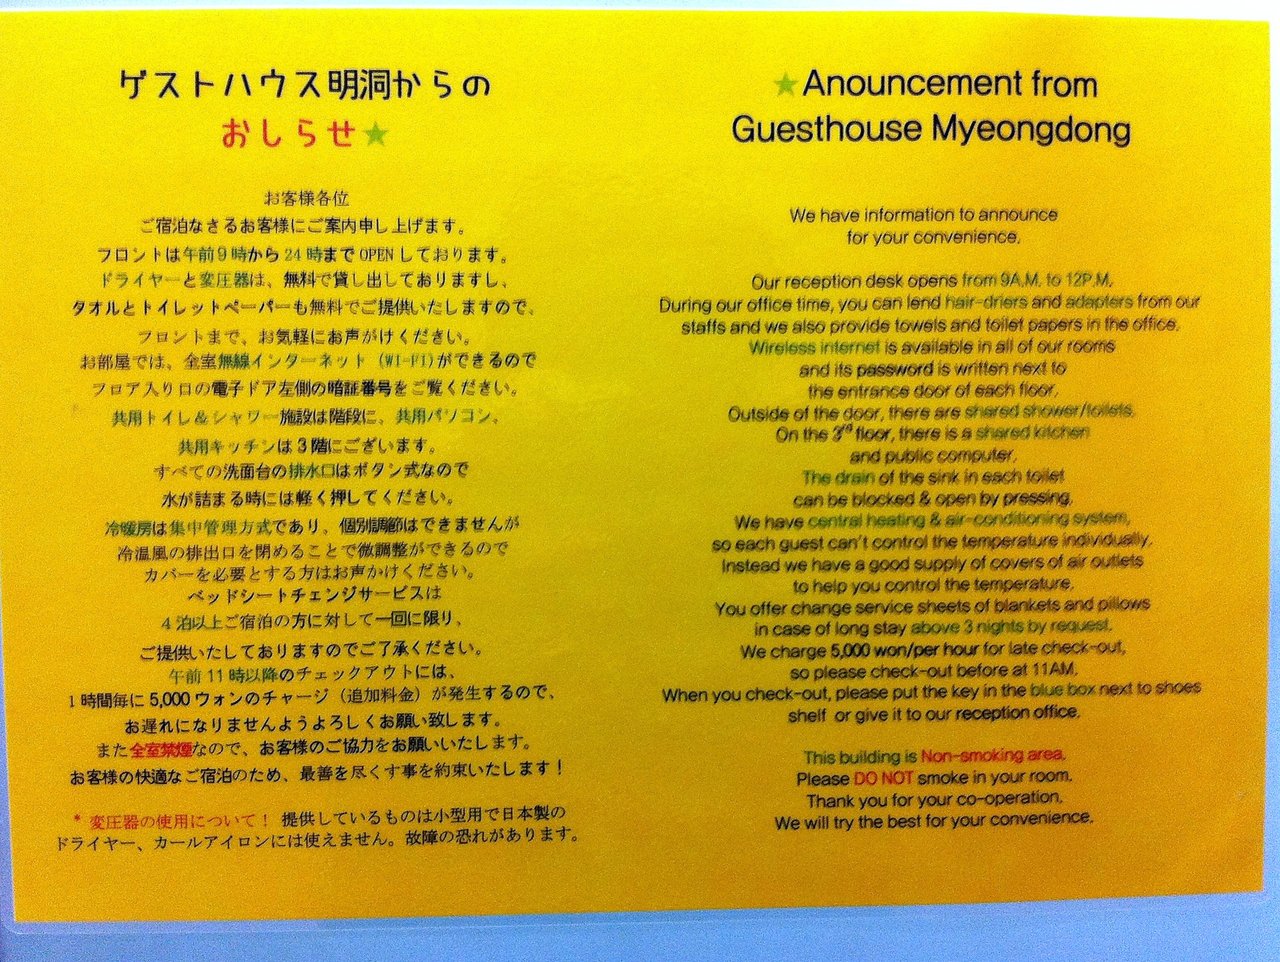 ゲストハウス明洞からの
おしらせ★
お客様各位
ご宿泊なさるお客様にご案内申し上げます。
フロントは午前9時から24時までOPENしております。
ドライヤーと変圧器は、無料で貸し出しておりますし、
タオルとトイレットペーパーも無料でご提供いたしますので、
フロントまで、お気軽にお声がけください。
お部屋では、全室無線インターネット (WI-FI)ができるので
フロア入り口の電子ドア左側の暗証番号をご覧ください。
共用トイレ＆シャワー施設は階段に、共用パソコン、
共用キッチンは3階にございます。
すべての洗面台の排水口はボタン式なので
水が詰まる時には軽く押してください。
冷暖房は集中管理方式であり、個別調節はできませんが
冷温風の排出口を閉めることで微調整ができるので
カバーを必要とする方はお声かけください。
ベッドシートチェンジサービスは
4泊以上ご宿泊の方に対して一回に限り、
ご提供いたしておりますのでご了承ください。
午前11時以降のチェックアウトには、
1時間毎に5,000ウォンのチャージ（追加料金）が発生するので、
お遅れになりませんようよろしくお願い致します。
また全室禁煙なので、お客様のご協力をお願いいたします。
お客様の快適なご宿泊のため、最善を尽くす事を約束いたします！
* 変圧器の使用について！ 提供しているものは小型用で日本製の
ドライヤー、カールアイロンには使えません。故障の恐れがあります。
★Anouncement from
Guesthouse Myeongdong
We have information to announce
for your convenience.
Our reception desk opens from 9A.M. to 12P.M.
During our office time, you can lend hair-driers and adapters from our
staffs and we also provide towels and toilet papers in the office.
Wireless internet is available in all of our rooms
and its password is written next to
the entrance door of each floor.
Outside of the door, there are shared shower/toilets.
On the 3rd floor, there is a shared kitchen
and public computer.
The drain of the sink in each toilet
can be blocked & open by pressing.
We have central heating & air-conditioning system,
so each guest can't control the temperature individually.
Instead we have a good supply of covers of air outlets
to help you control the temperature.
You offer change service sheets of blankets and pillows
in case of long stay above 3 nights by request.
We charge 5,000 won/per hour for late check-out,
so please check-out before at 11AM.
When you check-out, please put the key in the blue box next to shoes
shelf or give it to our reception office.
This building is Non-smoking area.
Please DO NOT smoke in your room.
Thank you for your co-operation.
We will try the best for your convenience.